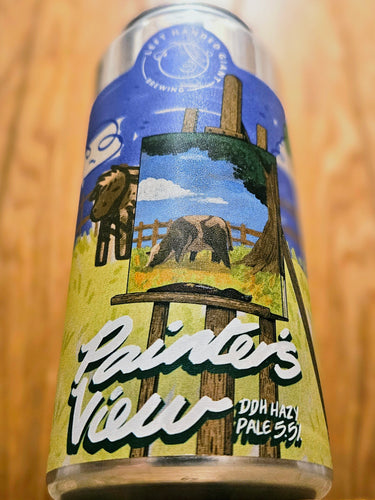 LEFT HANDED GIANT
BREWING
Painter's
View
DDH HAZY
PALE 5.5%